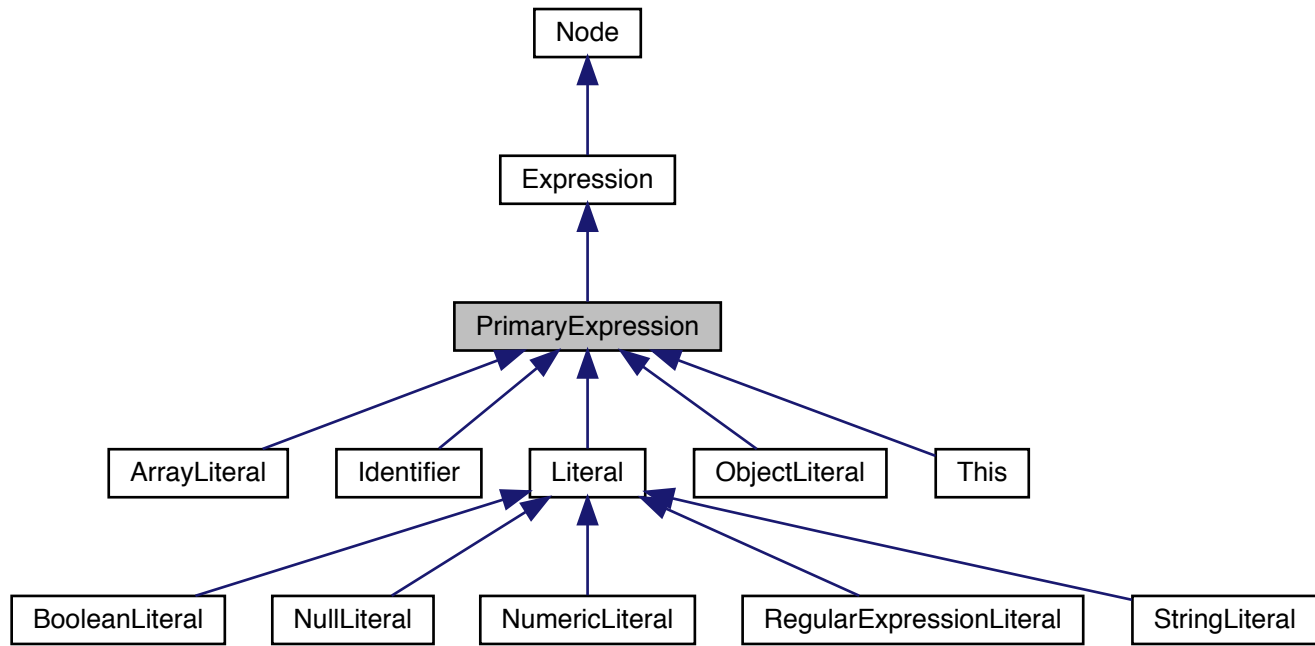 Node
Expression
PrimaryExpression
ArrayLiteral
Identifier
Literal
ObjectLiteral
This
BooleanLiteral
NullLiteral
NumericLiteral
RegularExpressionLiteral
StringLiteral